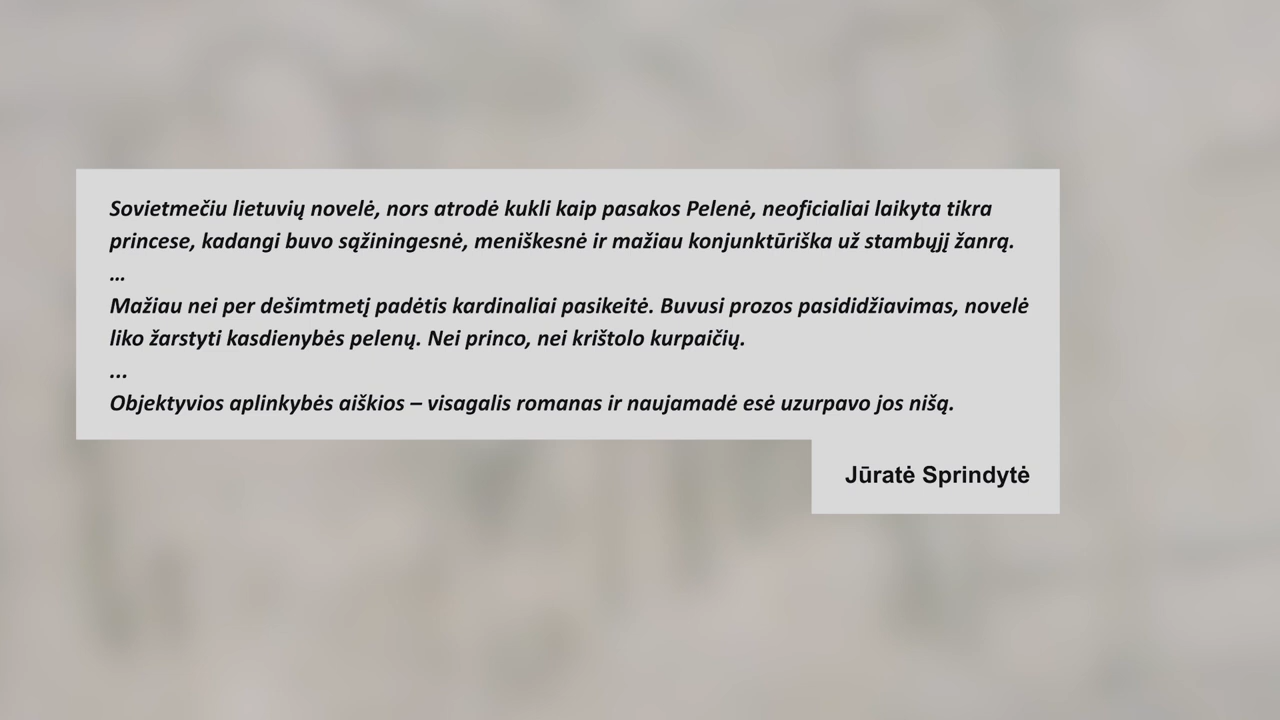 Sovietmečiu lietuvių novelė, nors atrodė kukli kaip pasakos Pelenė, neoficialiai laikyta tikra
princese, kadangi buvo sąžiningesnė, meniškesnė ir mažiau konjunktūriška už stambųjį žanrą.
…
Mažiau nei per dešimtmetį padėtis kardinaliai pasikeitė. Buvusi prozos pasididžiavimas, novelė
liko žarstyti kasdienybės pelenų. Nei princo, nei krištolo kurpaičių.
...
Objektyvios aplinkybės aiškios – visagalis romanas ir naujamadė esė uzurpavo jos nišą.
Jūratė Sprindytė